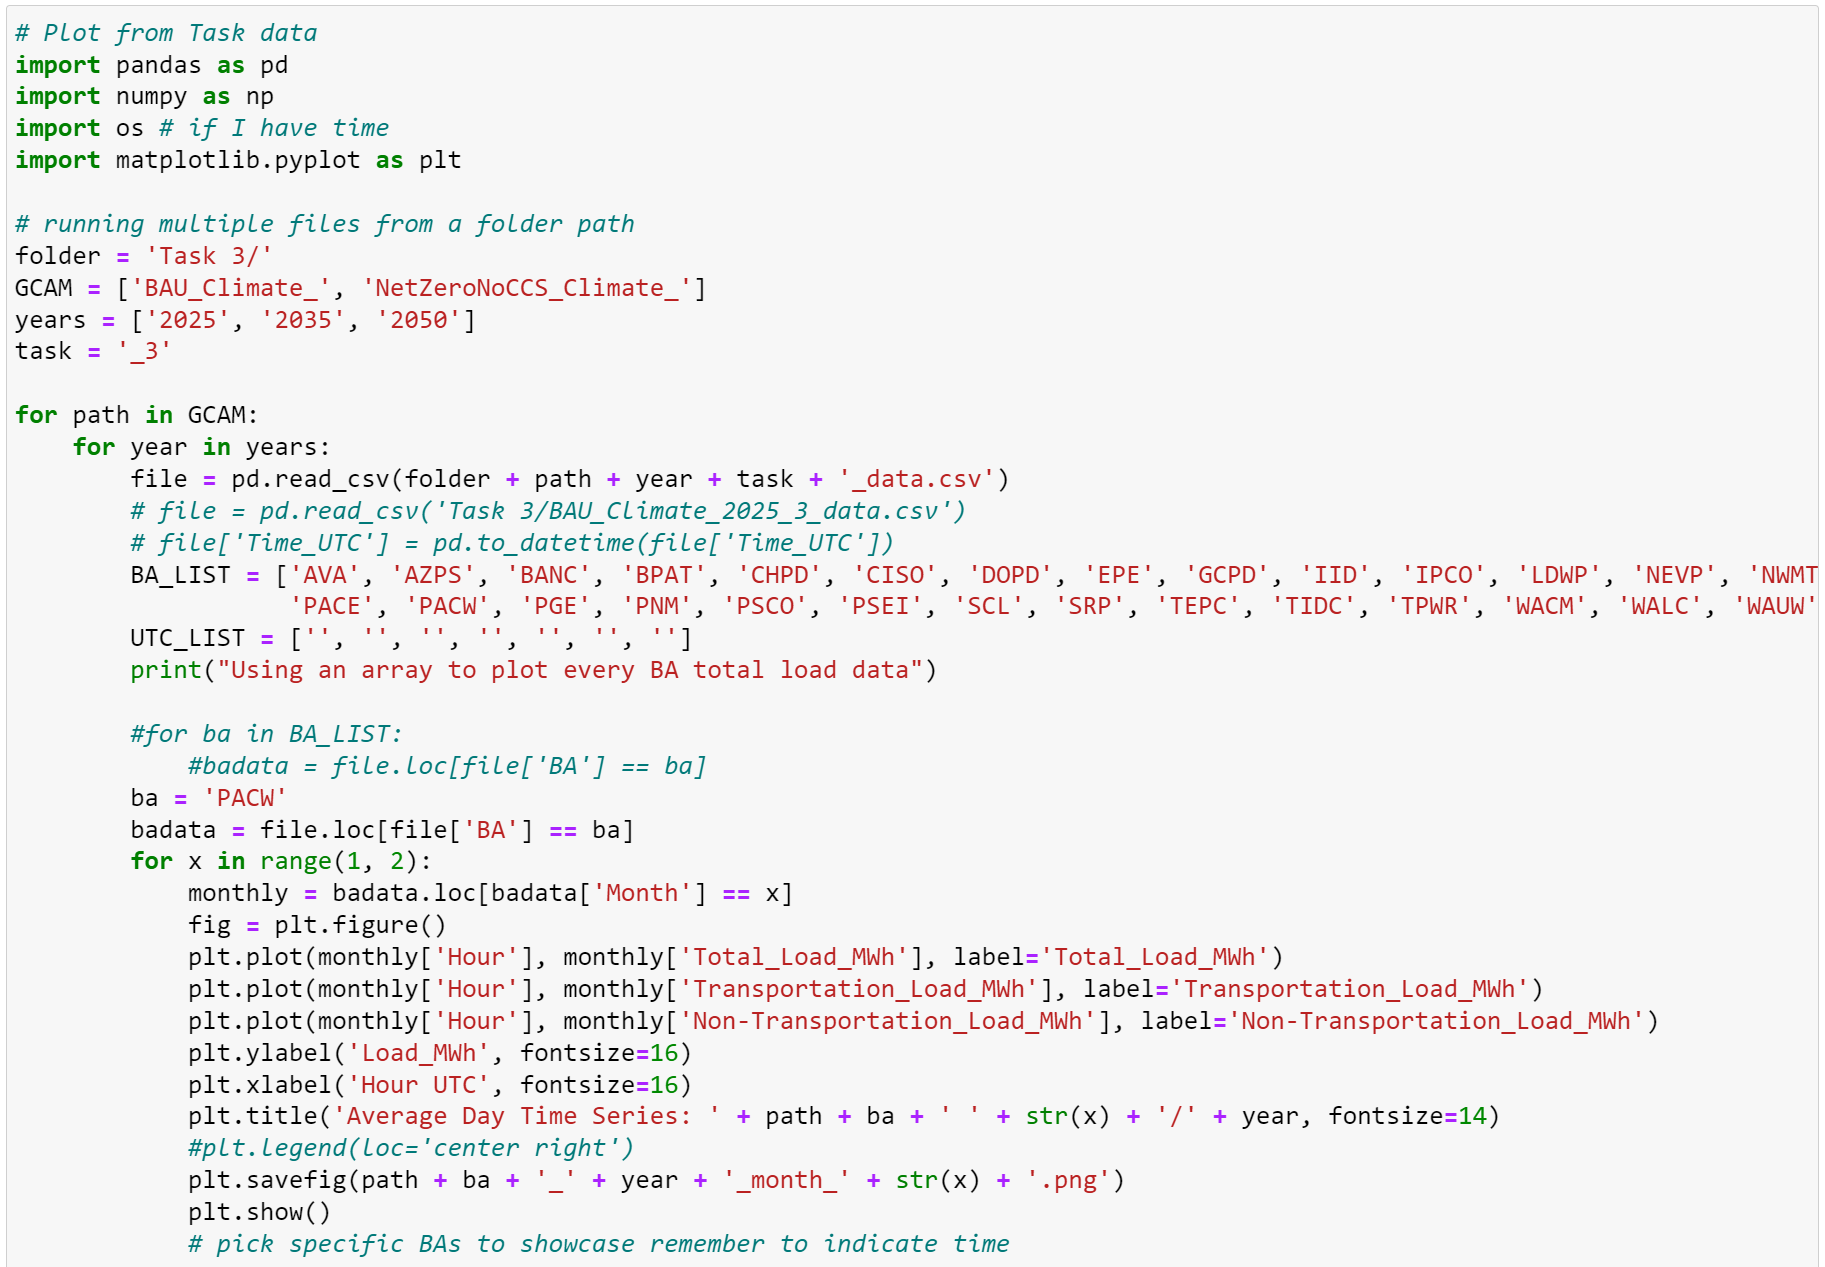 # Plot from Task data
import pandas as pd
import numpy as np
import os # if I have time
import matplotlib.pyplot as plt

# running multiple files from a folder path
folder = 'Task 3/'
GCAM = ['BAU_Climate_', 'NetZeroNoCCS_Climate_']
years = ['2025', '2035', '2050']
task = '_3'

for path in GCAM:
    for year in years:
        file = pd.read_csv(folder + path + year + task + '_data.csv')
        # file = pd.read_csv('Task 3/BAU_Climate_2025_3_data.csv')
        # file['Time_UTC'] = pd.to_datetime(file['Time_UTC'])
        BA_LIST = ['AVA', 'AZPS', 'BANC', 'BPAT', 'CHPD', 'CISO', 'DOPD', 'EPE', 'GCPD', 'IID', 'IPCO', 'LDWP', 'NEVP', 'NWMT
                   'PACE', 'PACW', 'PGE', 'PNM', 'PSCO', 'PSEI', 'SCL', 'SRP', 'TEPC', 'TIDC', 'TPWR', 'WACM', 'WALC', 'WAUW'
        UTC_LIST = ['', '', '', '', '', '', '']
        print("Using an array to plot every BA total load data")

        #for ba in BA_LIST:
            #badata = file.loc[file['BA'] == ba]
        ba = 'PACW'
        badata = file.loc[file['BA'] == ba]
        for x in range(1, 2):
            monthly = badata.loc[badata['Month'] == x]
            fig = plt.figure()
            plt.plot(monthly['Hour'], monthly['Total_Load_MWh'], label='Total_Load_MWh')
            plt.plot(monthly['Hour'], monthly['Transportation_Load_MWh'], label='Transportation_Load_MWh')
            plt.plot(monthly['Hour'], monthly['Non-Transportation_Load_MWh'], label='Non-Transportation_Load_MWh')
            plt.ylabel('Load_MWh', fontsize=16)
            plt.xlabel('Hour UTC', fontsize=16)
            plt.title('Average Day Time Series: ' + path + ba + ' ' + str(x) + '/' + year, fontsize=14)
            #plt.legend(loc='center right')
            plt.savefig(path + ba + '_' + year + '_month_' + str(x) + '.png')
            plt.show()
            # pick specific BAs to showcase remember to indicate time